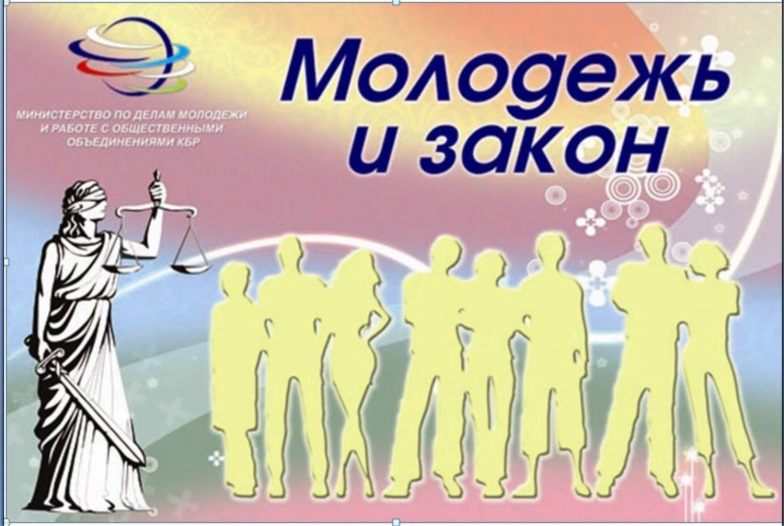 МИНИСТЕРСТВО ПО ДЕЛАМ МОЛОДЕЖИ
И РАБОТЕ С ОБЩЕСТВЕННЫМИ
ОБЪЕДИНЕНИЯМИ КБР
Молодежь
и закон